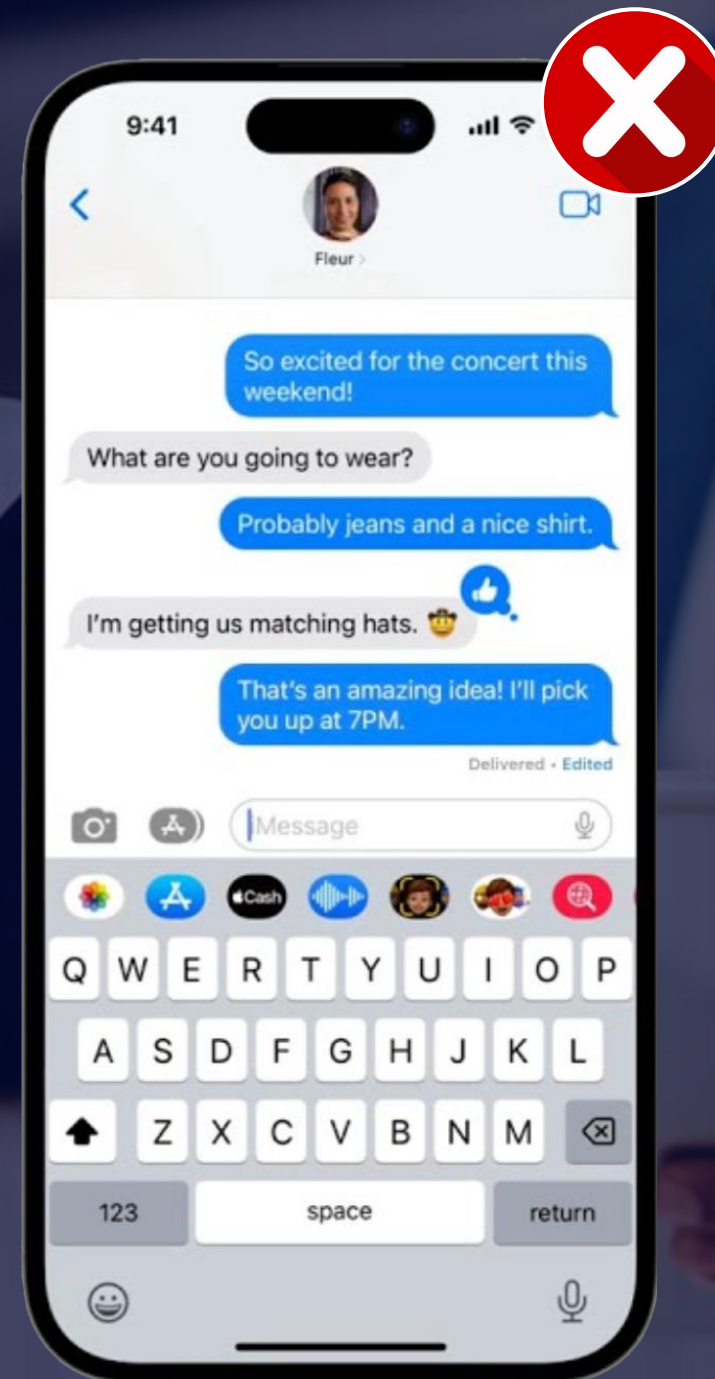 9:41
Fleur
So excited for the concert this
weekend!
What are you going to wear?
Probably jeans and a nice shirt.
I'm getting us matching hats. 🤠
That's an amazing idea! I'll pick
you up at 7PM.
Delivered · Edited
iMessage
Cash
Q W E R T Y U I O P
A S D F G H J K L
Z X C V B N M
123 space return